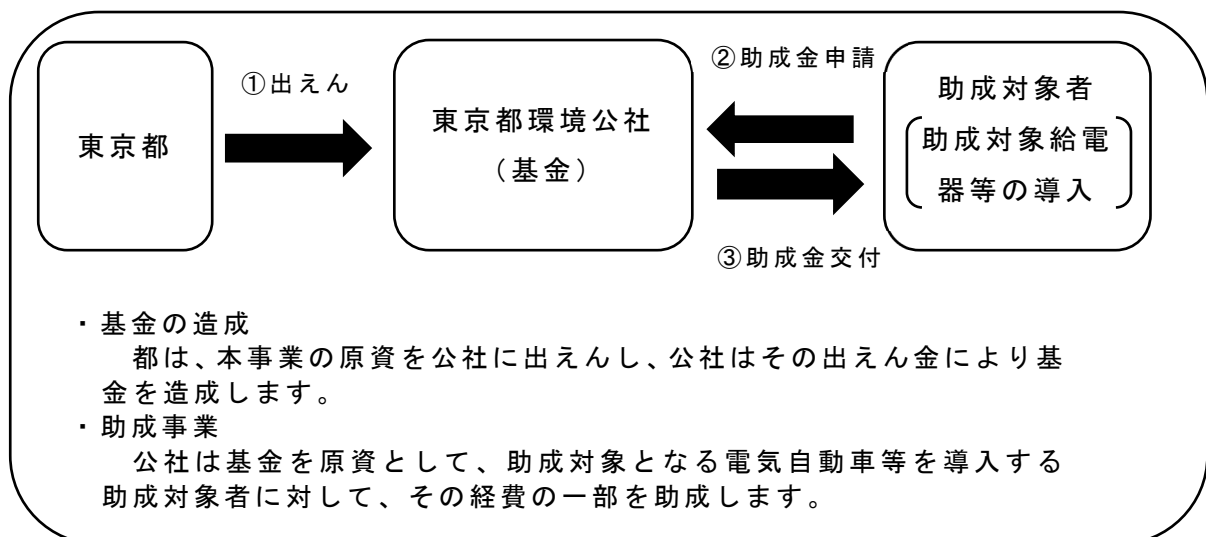 東京都
①出えん
東京都環境公社
（基金）
②助成金申請
③助成金交付
助成対象者
助成対象給電
器等の導入
・基金の造成
都は、本事業の原資を公社に出えんし、公社はその出えん金により基
金を造成します。
・助成事業
公社は基金を原資として、助成対象となる電気自動車等を導入する
助成対象者に対して、その経費の一部を助成します。